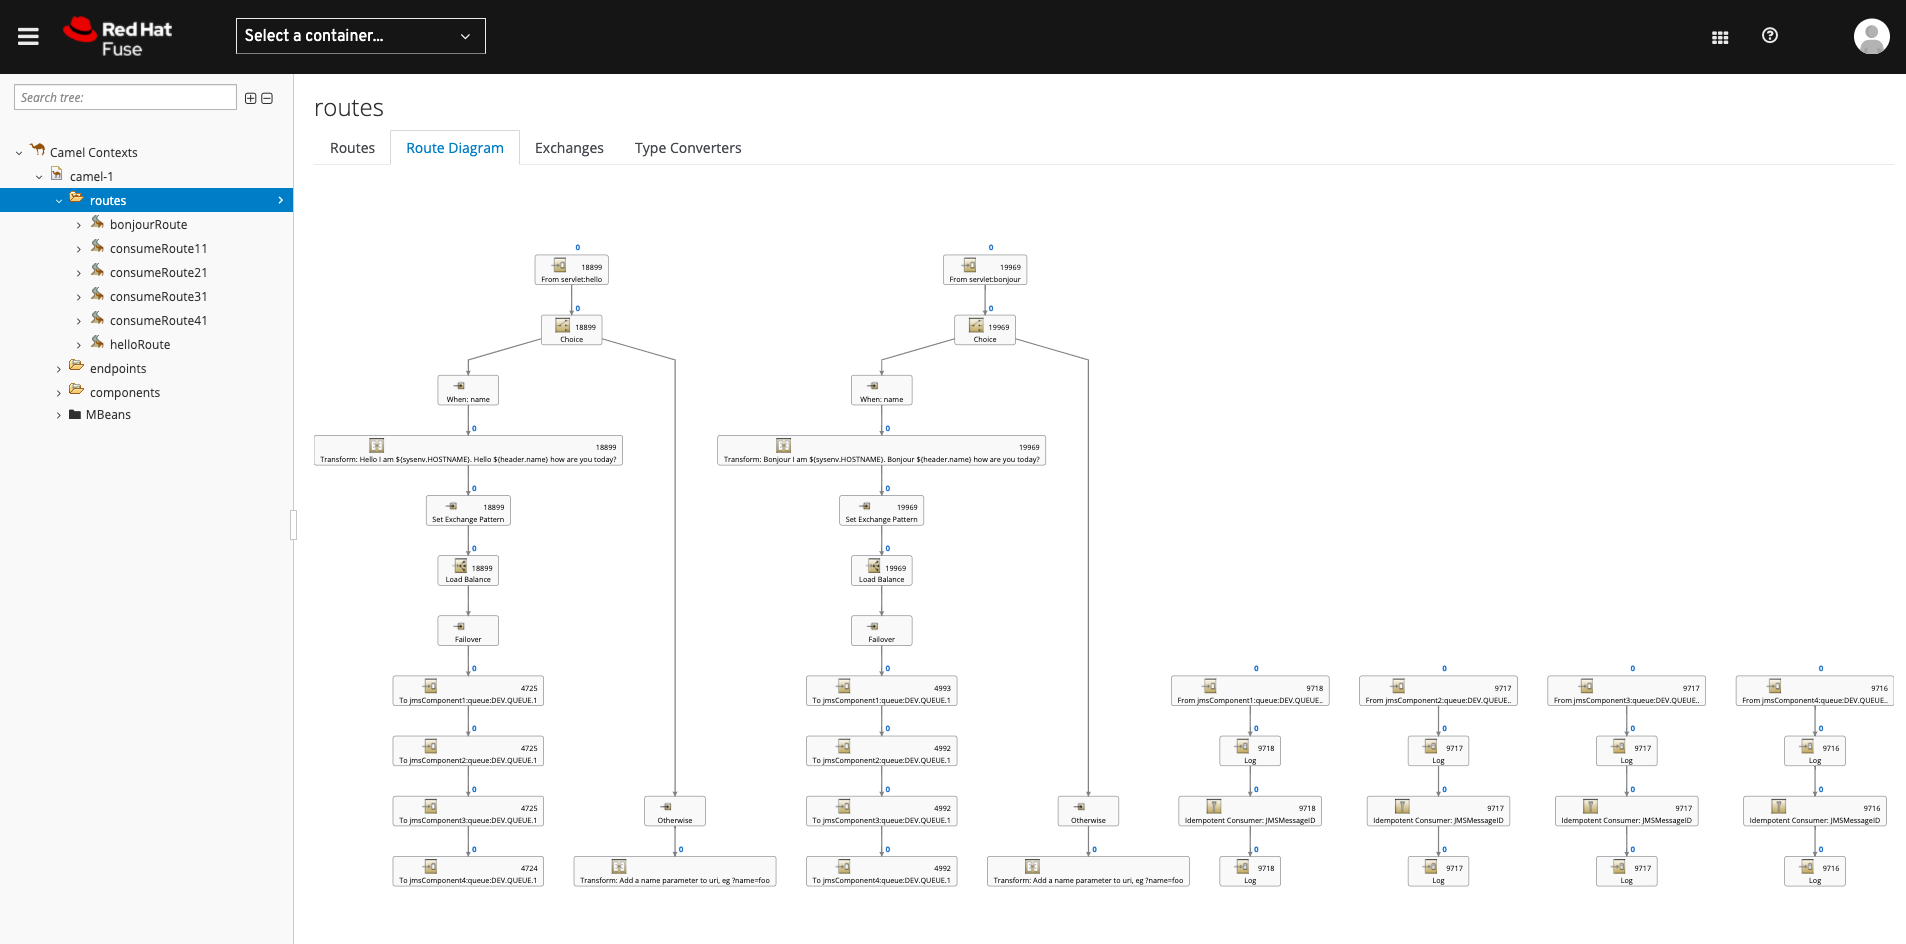 Red Hat
Fuse
Select a container...
Search tree:
Camel Contexts
camel-1
routes
bonjourRoute
consumeRoute11
consumeRoute21
consumeRoute31
consumeRoute41
helloRoute
endpoints
components
MBeans
routes
Routes Route Diagram Exchanges Type Converters
0
18899
From servlet:hello
0
18899
Choice
When: name
0
18899
Transform: Hello I am ${sysenv.HOSTNAME}. Hello ${header.name} how are you today?
0
18899
Set Exchange Pattern
0
18899
Load Balance
Failover
0
4725
To jmsComponent1:queue:DEV.QUEUE.1
0
4725
To jmsComponent2:queue:DEV.QUEUE.1
0
4725
To jmsComponent3:queue:DEV.QUEUE.1
0
4724
To jmsComponent4:queue:DEV.QUEUE.1
Otherwise
0
Transform: Add a name parameter to uri, eg ?name=foo
0
19969
From servlet:bonjour
0
19969
Choice
When: name
0
19969
Transform: Bonjour I am ${sysenv.HOSTNAME}. Bonjour ${header.name} how are you today?
0
19969
Set Exchange Pattern
0
19969
Load Balance
Failover
0
4993
To jmsComponent1:queue:DEV.QUEUE.1
0
4992
To jmsComponent2:queue:DEV.QUEUE.1
0
4992
To jmsComponent3:queue:DEV.QUEUE.1
0
4992
To jmsComponent4:queue:DEV.QUEUE.1
Otherwise
0
Transform: Add a name parameter to uri, eg ?name=foo
0
9718
From jmsComponent1:queue:DEV.QUEUE..
0
9718
Log
0
9718
Idempotent Consumer: JMSMessageID
0
9718
Log
0
9717
From jmsComponent2:queue:DEV.QUEUE..
0
9717
Log
0
9717
Idempotent Consumer: JMSMessageID
0
9717
Log
0
9717
From jmsComponent3:queue:DEV.QUEUE..
0
9717
Log
0
9717
Idempotent Consumer: JMSMessageID
0
9717
Log
0
9716
From jmsComponent4:queue:DEV.QUEUE..
0
9716
Log
0
9716
Idempotent Consumer: JMSMessageID
0
9716
Log